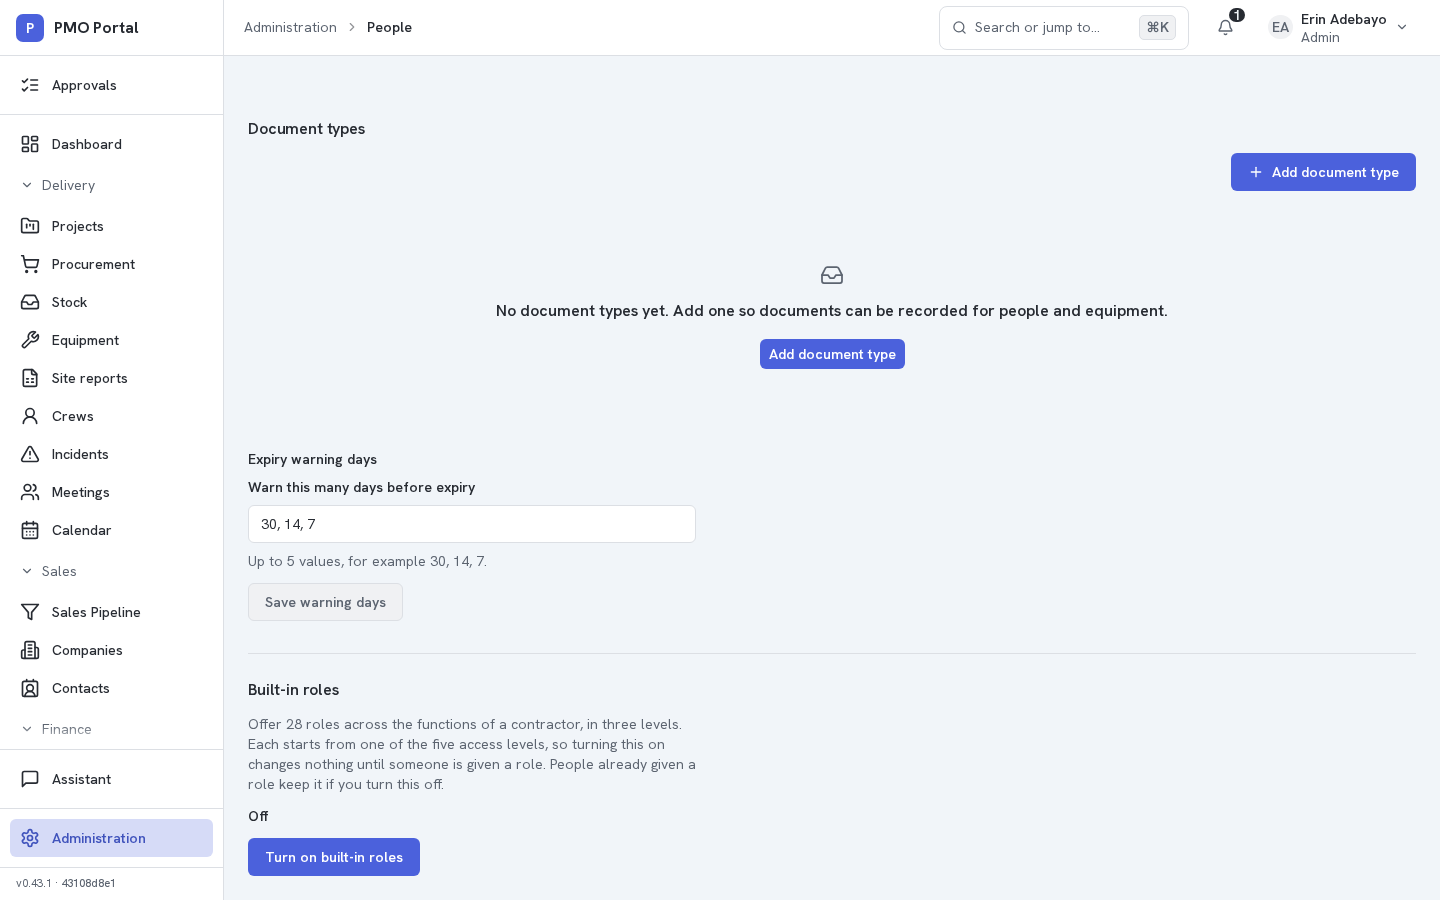 P
PMO Portal
Administration
People
Search or jump to...
⌘K
1
EA
Erin Adebayo
Admin
Approvals
Dashboard
Delivery
Projects
Procurement
Stock
Equipment
Site reports
Crews
Incidents
Meetings
Calendar
Sales
Sales Pipeline
Companies
Contacts
Finance
Assistant
Administration
v0.43.1 · 43108d8e1
Document types
Add document type
No document types yet. Add one so documents can be recorded for people and equipment.
Add document type
Expiry warning days
Warn this many days before expiry
30, 14, 7
Up to 5 values, for example 30, 14, 7.
Save warning days
Built-in roles
Offer 28 roles across the functions of a contractor, in three levels.
Each starts from one of the five access levels, so turning this on
changes nothing until someone is given a role. People already given a
role keep it if you turn this off.
Off
Turn on built-in roles